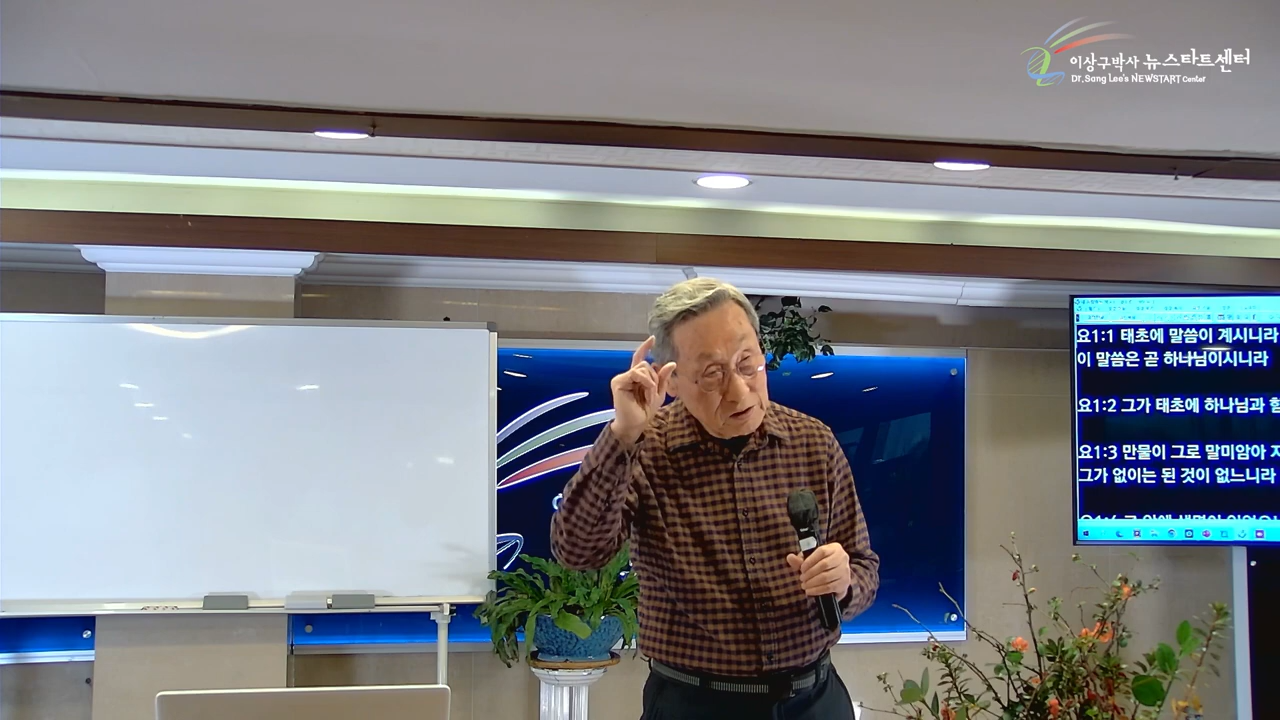 이상구박사 뉴스타트센터
Dr. Sang Lee's NEWSTART Center
요1:1 태초에 말씀이 계시니라
이 말씀은 곧 하나님이시니라
요1:2 그가 태초에 하나님과 함
요1:3 만물이 그로 말미암아 지
그가 없이는 된 것이 없느니라